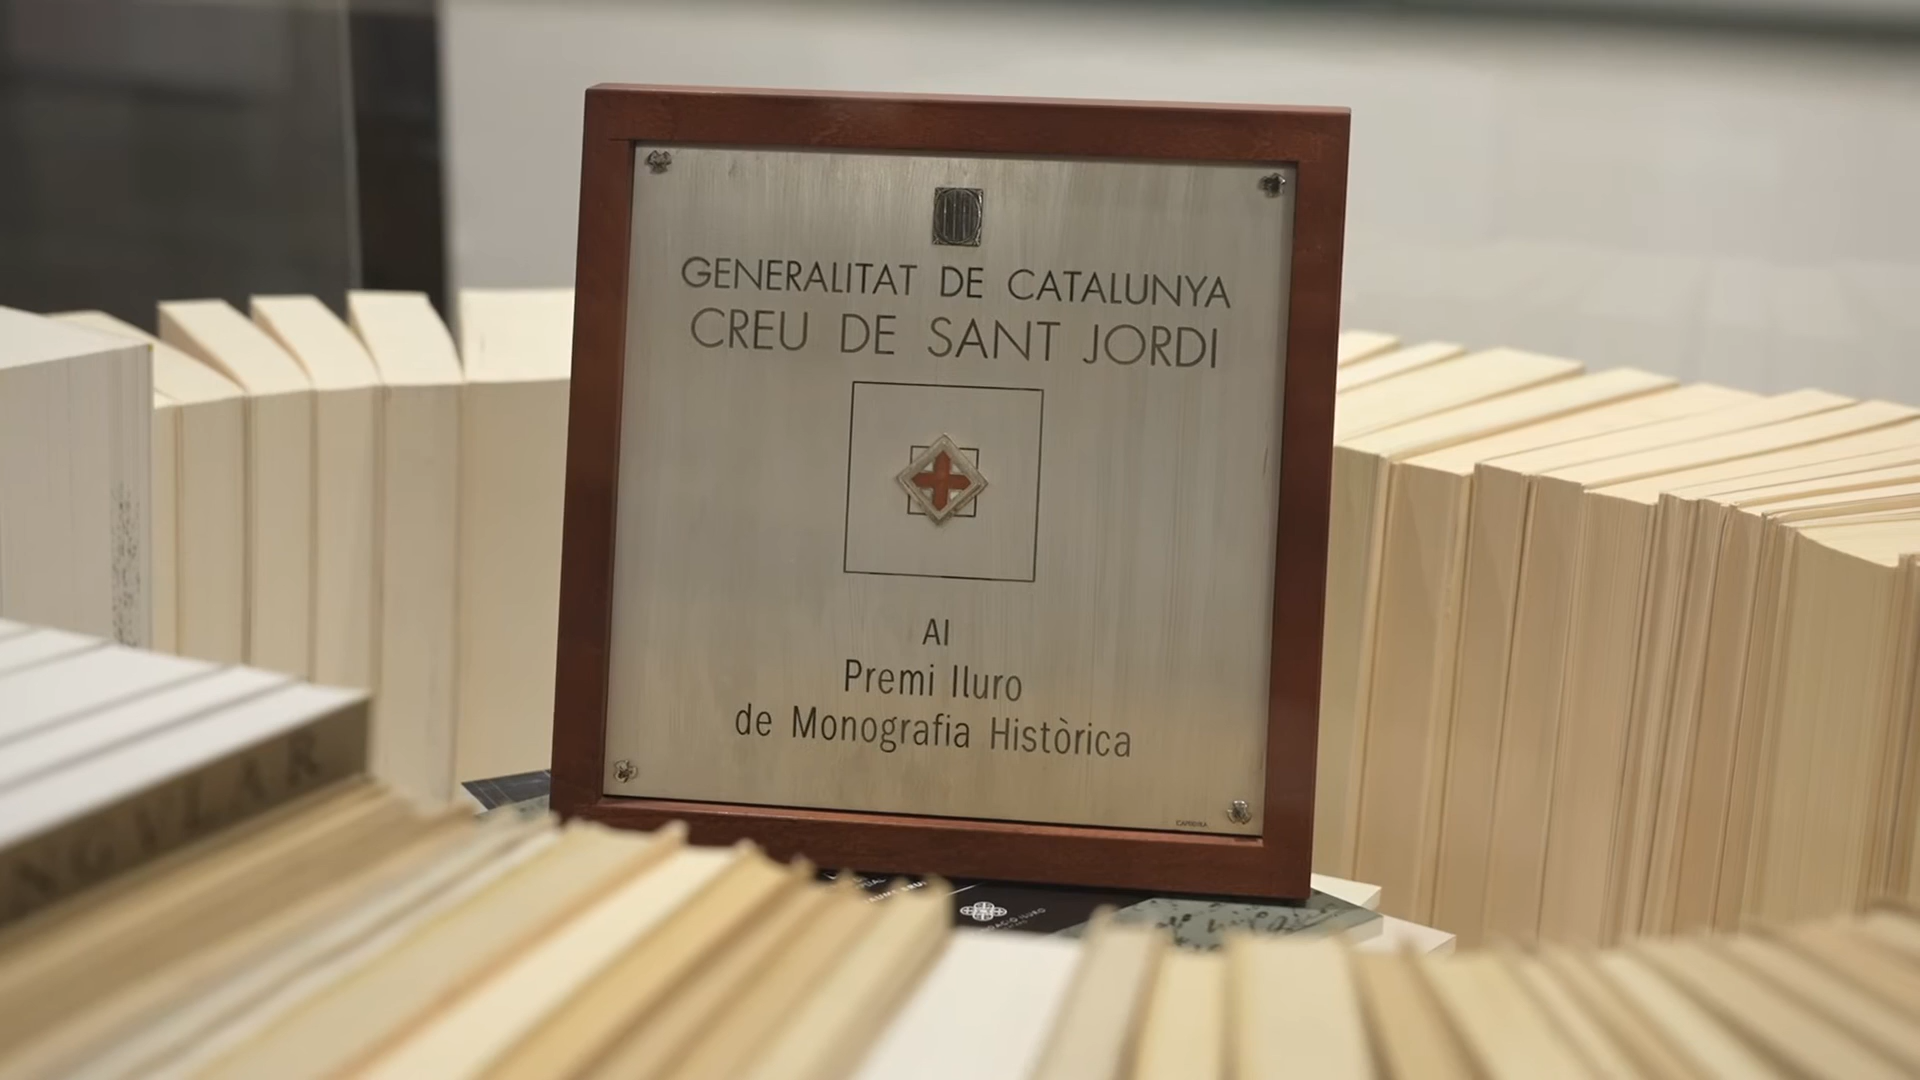 GENERALITAT DE CATALUNYA
CREU DE SANT JORDI
Al
Premi Iluro
de Monografia Històrica